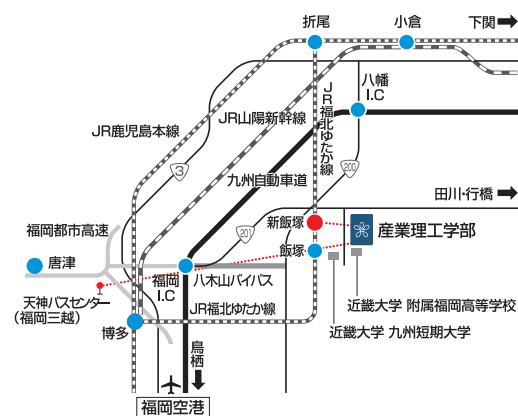 折尾
小倉
下関
八幡
I.C
JR鹿児島本線
JR山陽新幹線
JR福北ゆたか線
3
200
九州自動車道
田川・行橋
福岡都市高速
201
新飯塚
産業理工学部
唐津
飯塚
福岡
I.C
八木山バイパス
天神バスセンター
(福岡三越)
近畿大学 附属福岡高等学校
JR福北ゆたか線
近畿大学 九州短期大学
博多
鳥栖
福岡空港